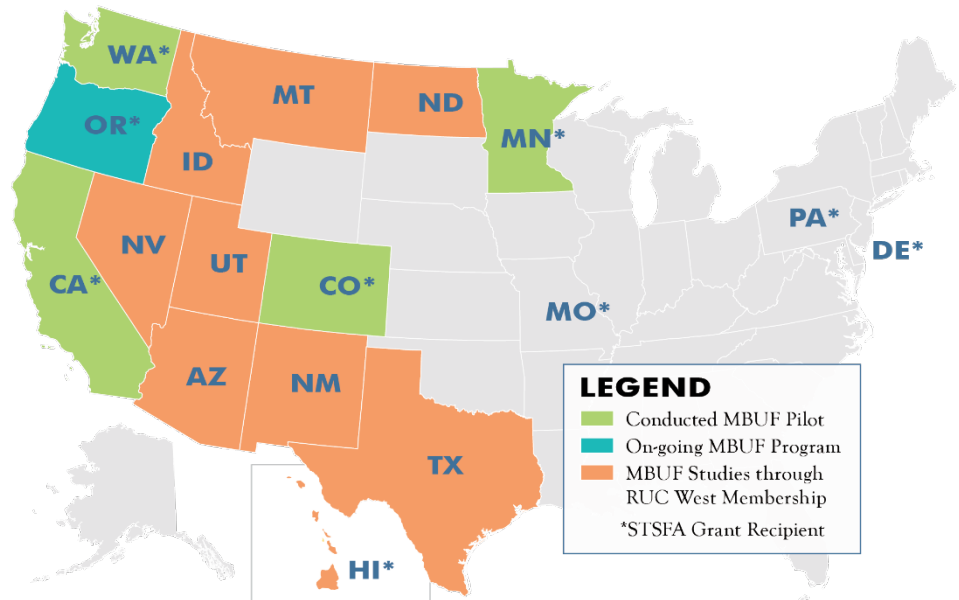 WA*
MT
ND
OR*
MN*
ID
PA*
NV
DE*
UT
CA*
CO*
MO*
AZ
NM
LEGEND
Conducted MBUF Pilot
On-going MBUF Program
TX
MBUF Studies through
RUC West Membership
*STSFA Grant Recipient
HI*